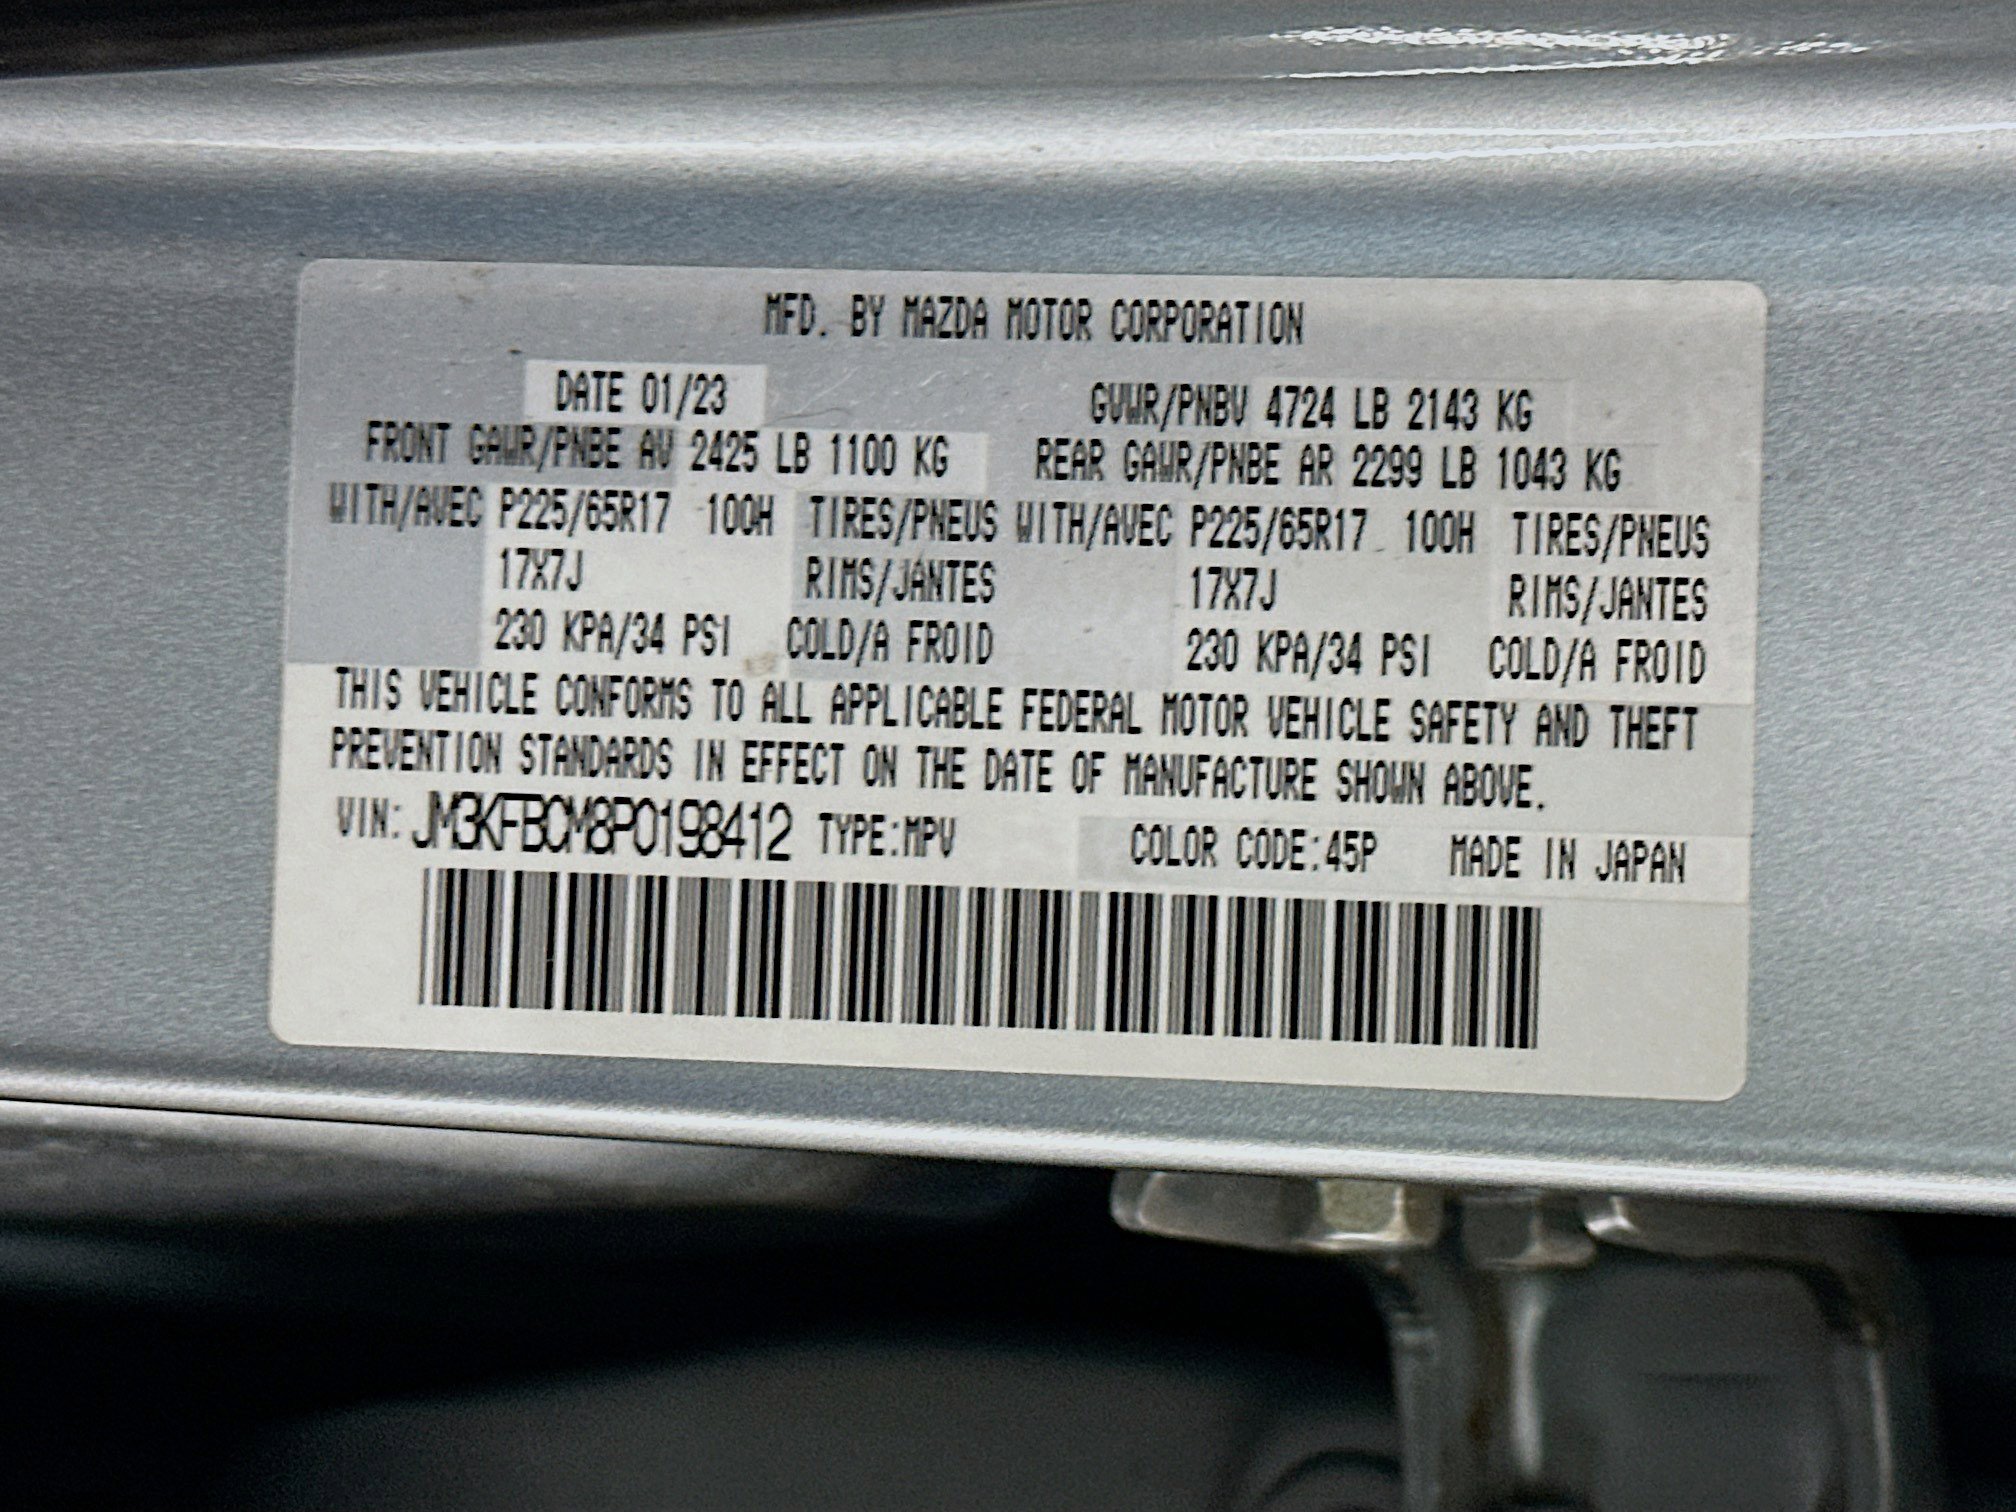 MFD. BY MAZDA MOTOR CORPORATION
DATE 01/23 GVWR/PNBV 4724 LB 2143 KG
FRONT GAWR/PNBE AV 2425 LB 1100 KG REAR GAWR/PNBE AR 2299 LB 1043 KG
WITH/AVEC P225/65R17 100H TIRES/PNEUS WITH/AVEC P225/65R17 100H TIRES/PNEUS
17X7J RIMS/JANTES 17X7J RIMS/JANTES
230 KPA/34 PSI COLD/A FROID 230 KPA/34 PSI COLD/A FROID
THIS VEHICLE CONFORMS TO ALL APPLICABLE FEDERAL MOTOR VEHICLE SAFETY AND THEFT
PREVENTION STANDARDS IN EFFECT ON THE DATE OF MANUFACTURE SHOWN ABOVE.
VIN: JM3KFBCM8P0198412 TYPE:MPV COLOR CODE:45P MADE IN JAPAN